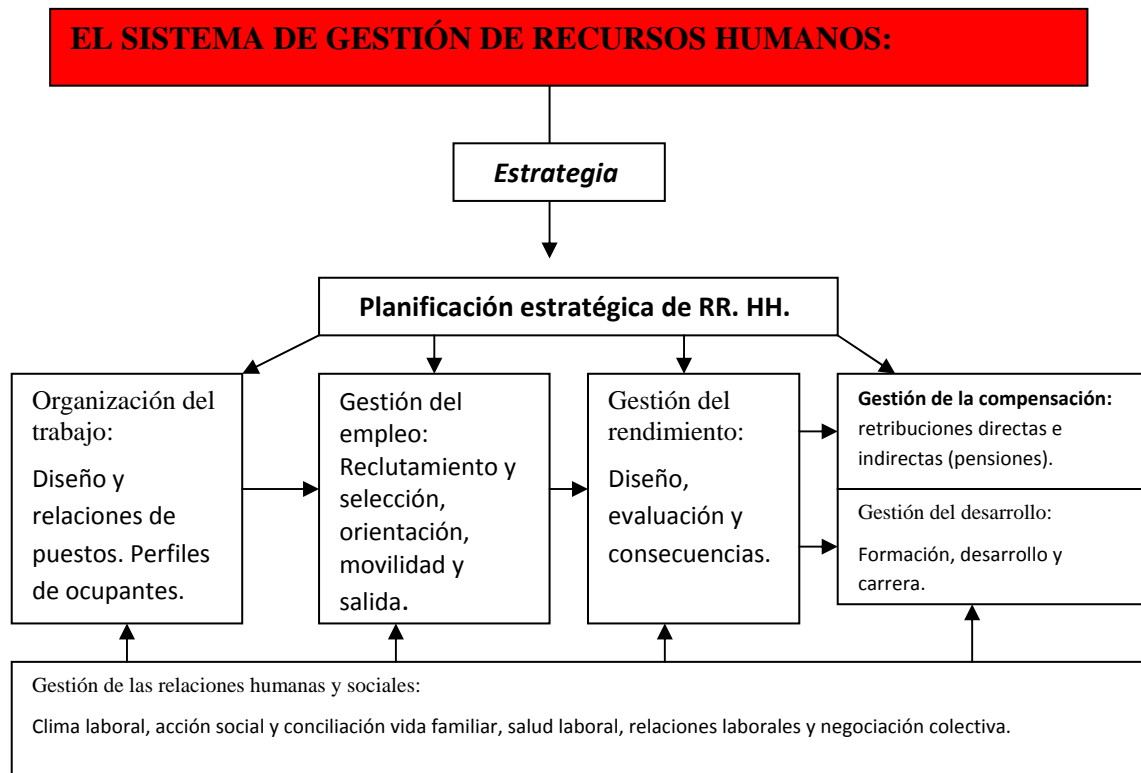 EL SISTEMA DE GESTIÓN DE RECURSOS HUMANOS:
Estrategia
Planificación estratégica de RR. HH.
Organización del
trabajo:
Diseño y
relaciones de
puestos. Perfiles
de ocupantes.
Gestión del
empleo:
Reclutamiento y
selección,
orientación,
movilidad y
salida.
Gestión del
rendimiento:
Diseño,
evaluación y
consecuencias.
Gestión de la compensación:
retribuciones directas e
indirectas (pensiones).
Gestión del desarrollo:
Formación, desarrollo y
carrera.
Gestión de las relaciones humanas y sociales:
Clima laboral, acción social y conciliación vida familiar, salud laboral, relaciones laborales y negociación colectiva.